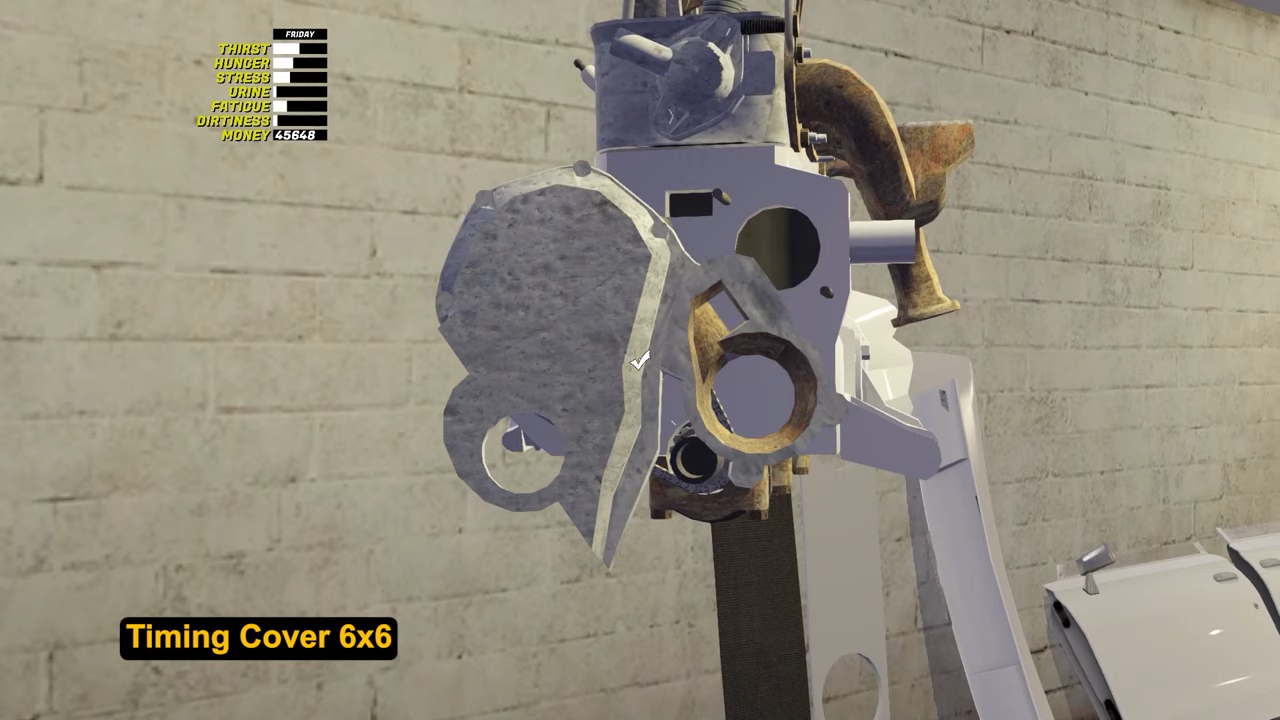 FRIDAY
THIRST
HUNGER
STRESS
URINE
FATIGUE
DIRTINESS
MONEY 45648
Timing Cover 6x6